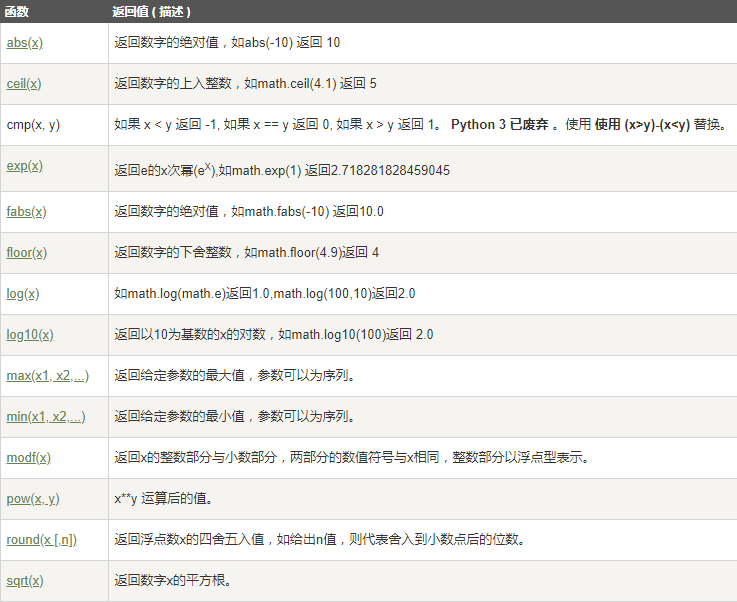 函数 返回值 ( 描述 )
abs(x) 返回数字的绝对值，如abs(-10) 返回 10
ceil(x) 返回数字的上入整数，如math.ceil(4.1) 返回 5
cmp(x, y) 如果 x < y 返回 -1, 如果 x == y 返回 0, 如果 x > y 返回 1。 Python 3 已废弃 。使用 使用 (x>y)-(x<y) 替换。
exp(x) 返回e的x次幂(eˣ),如math.exp(1) 返回2.718281828459045
fabs(x) 返回数字的绝对值，如math.fabs(-10) 返回10.0
floor(x) 返回数字的下舍整数，如math.floor(4.9)返回 4
log(x) 如math.log(math.e)返回1.0,math.log(100,10)返回2.0
log10(x) 返回以10为基数的x的对数，如math.log10(100)返回 2.0
max(x1, x2,...) 返回给定参数的最大值，参数可以为序列。
min(x1, x2,...) 返回给定参数的最小值，参数可以为序列。
modf(x) 返回x的整数部分与小数部分，两部分的数值符号与x相同，整数部分以浮点型表示。
pow(x, y) x**y 运算后的值。
round(x [,n]) 返回浮点数x的四舍五入值，如给出n值，则代表舍入到小数点后的位数。
sqrt(x) 返回数字x的平方根。